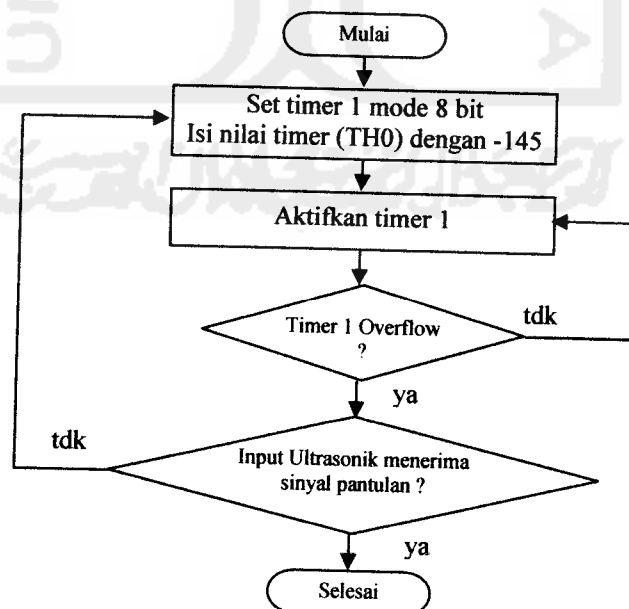 Mulai
Set timer 1 mode 8 bit
Isi nilai timer (TH0) dengan -145
Aktifkan timer 1
Timer 1 Overflow
?
tdk
ya
tdk
Input Ultrasonik menerima
sinyal pantulan ?
ya
Selesai